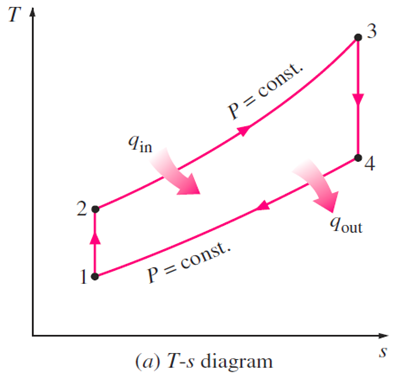 T
3
P = const.
q_in
4
2
q_out
1
P = const.
s
(a) T-s diagram